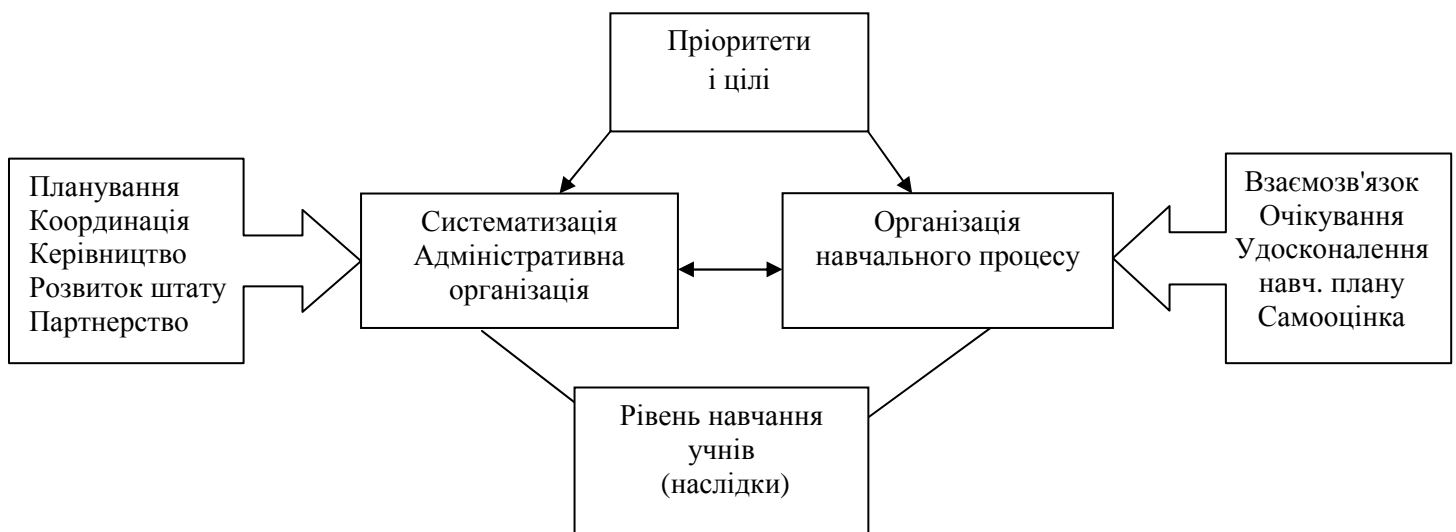 Пріоритети
і цілі
Планування
Координація
Керівництво
Розвиток штату
Партнерство
Систематизація
Адміністративна
організація
Організація
навчального процесу
Взаємозв'язок
Очікування
Удосконалення
навч. плану
Самооцінка
Рівень навчання
учнів
(наслідки)